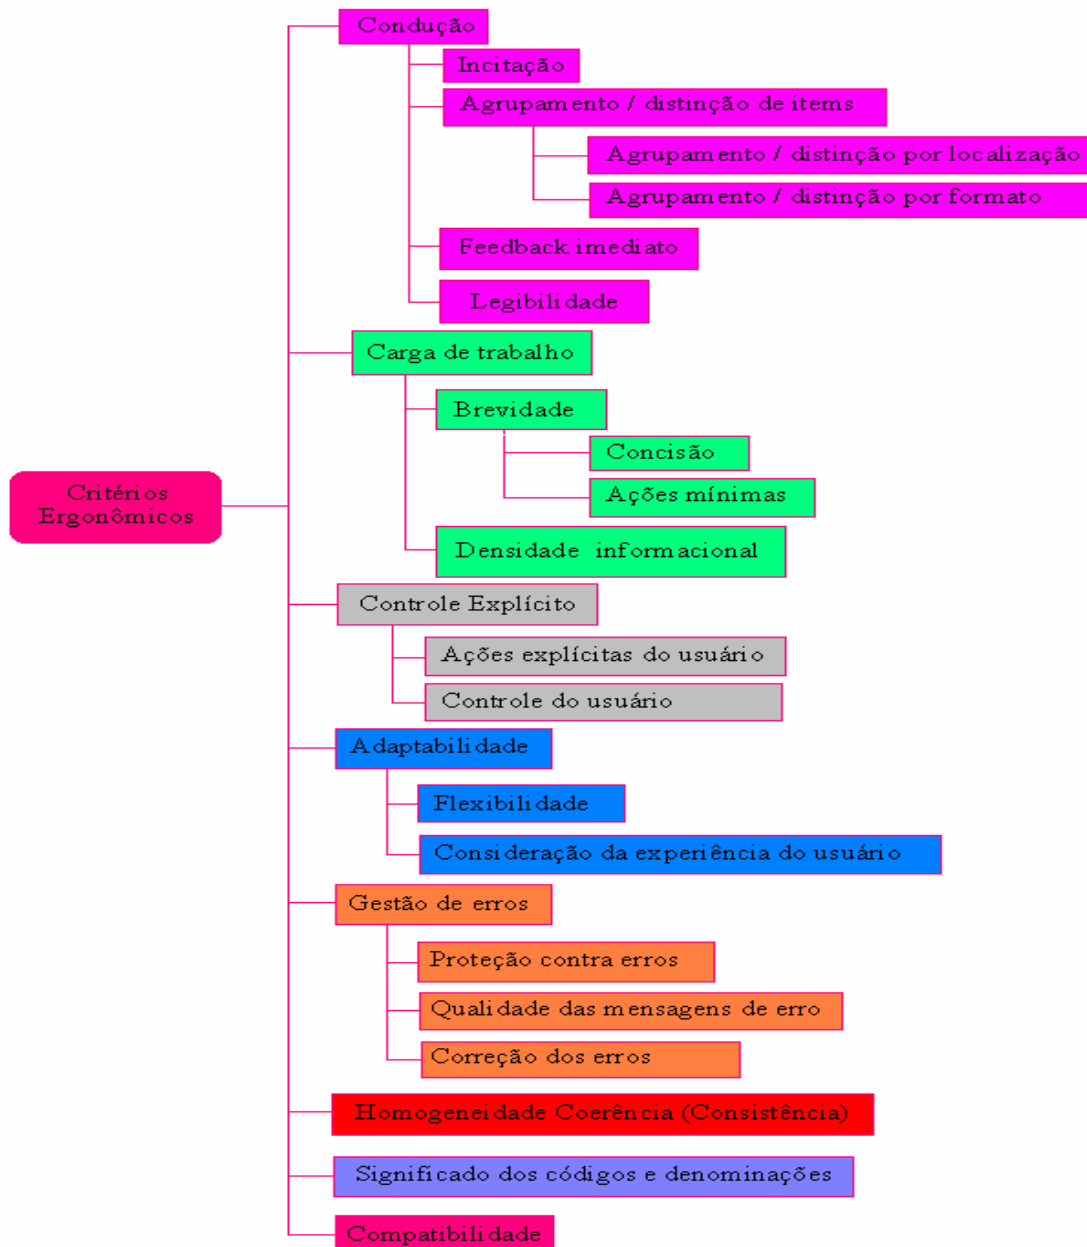 Condução
Incitação
Agrupamento / distinção de items
Agrupamento / distinção por localização
Agrupamento / distinção por formato
Feedback imediato
Legibilidade
Carga de trabalho
Brevidade
Concisão
Ações mínimas
Densidade informacional
Critérios
Ergonômicos
Controle Explícito
Ações explícitas do usuário
Controle do usuário
Adaptabilidade
Flexibilidade
Consideração da experiência do usuário
Gestão de erros
Proteção contra erros
Qualidade das mensagens de erro
Correção dos erros
Homogeneidade Coerência (Consistência)
Significado dos códigos e denominações
Compatibilidade